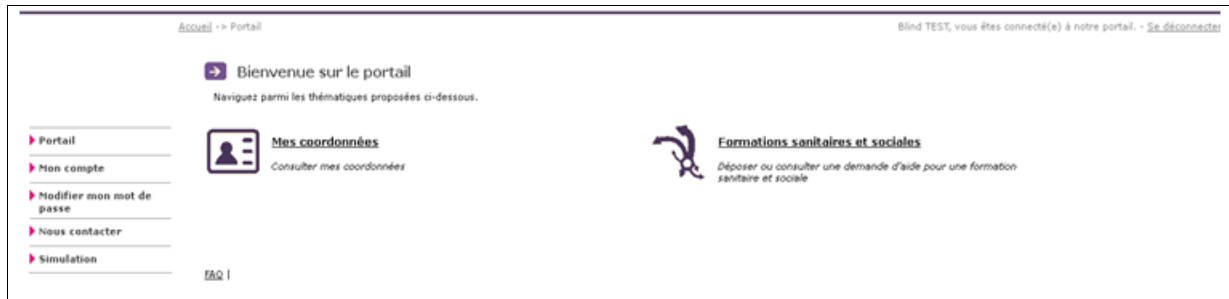 Accueil -> Portail
Blind TEST, vous êtes connecté(e) à notre portail. - Se déconnecter
Bienvenue sur le portail
Naviguez parmi les thématiques proposées ci-dessous.
Portail
Mon compte
Modifier mon mot de
passe
Nous contacter
Simulation
Mes coordonnées
Consulter mes coordonnées
Formations sanitaires et sociales
Déposer ou consulter une demande d'aide pour une formation
sanitaire et sociale
FAQ |